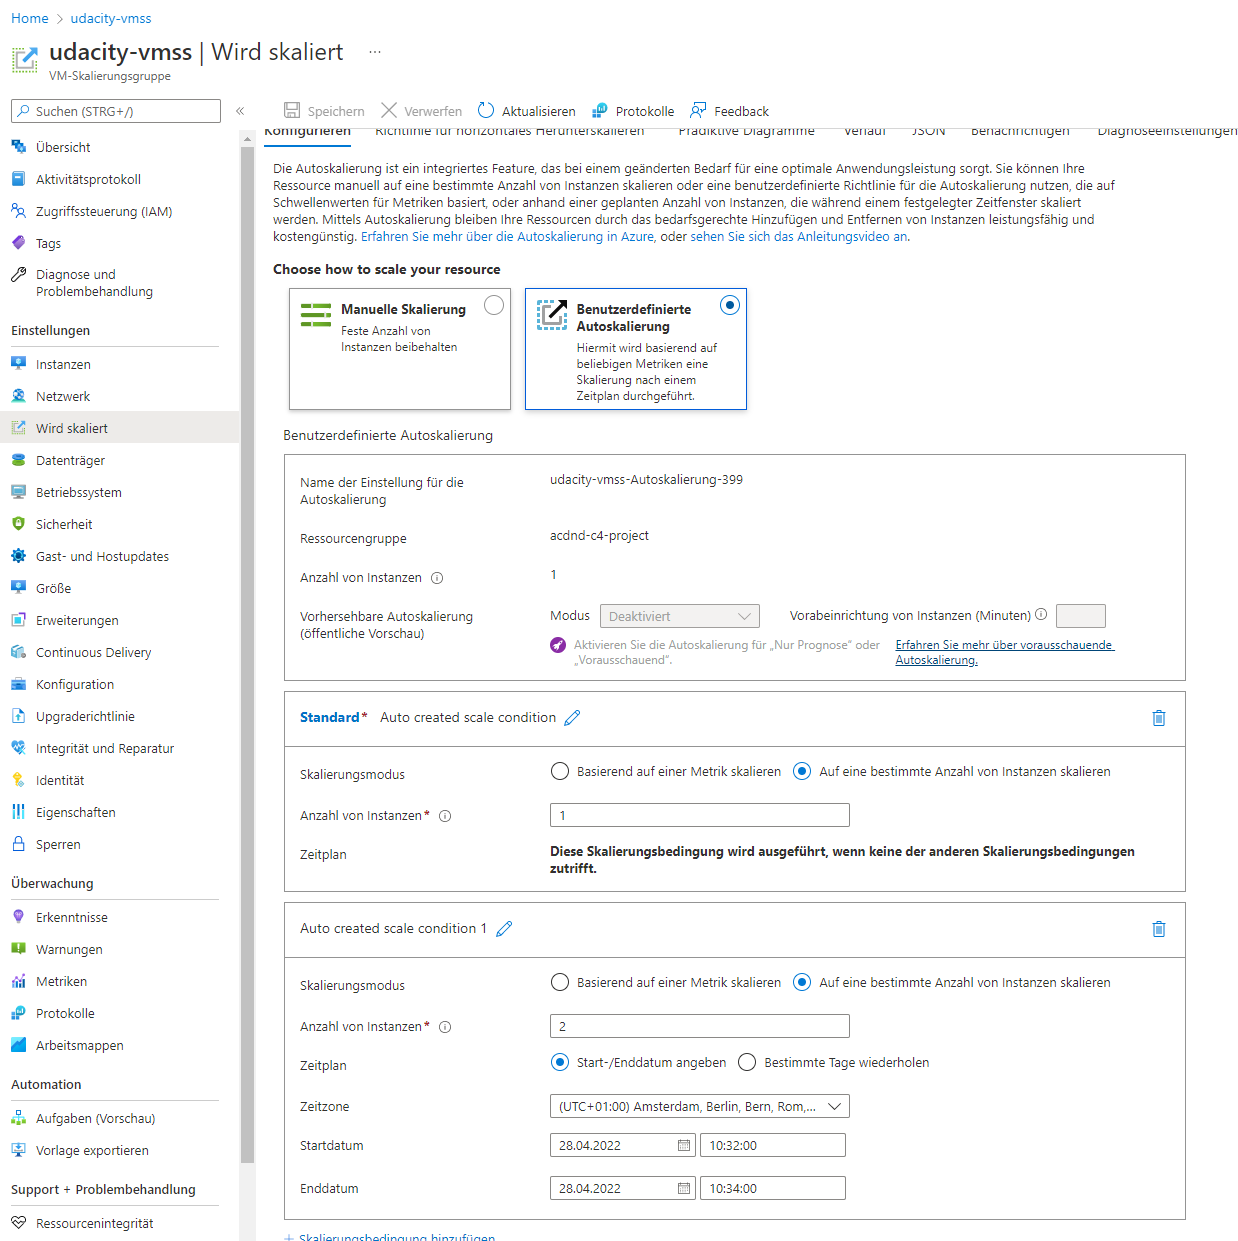 Home > udacity-vmss
udacity-vmss | Wird skaliert ...
VM-Skalierungsgruppe
Suchen (STRG+/)
«
Speichern
Verwerfen
Aktualisieren
Protokolle
Feedback
Konfigurieren
Richtlinie für horizontales Herunterskalieren
Prädiktive Diagramme
Verlauf
JSON
Benachrichtigen
Diagnoseeinstellungen
Übersicht
Aktivitätsprotokoll
Zugriffssteuerung (IAM)
Tags
Diagnose und
Problembehandlung
Einstellungen
Instanzen
Netzwerk
Wird skaliert
Datenträger
Betriebssystem
Sicherheit
Gast- und Hostupdates
Größe
Erweiterungen
Continuous Delivery
Konfiguration
Upgraderichtlinie
Integrität und Reparatur
Identität
Eigenschaften
Sperren
Überwachung
Erkenntnisse
Warnungen
Metriken
Protokolle
Arbeitsmappen
Automation
Aufgaben (Vorschau)
Vorlage exportieren
Support + Problembehandlung
Ressourcenintegrität
Die Autoskalierung ist ein integriertes Feature, das bei einem geänderten Bedarf für eine optimale Anwendungsleistung sorgt. Sie können Ihre
Ressource manuell auf eine bestimmte Anzahl von Instanzen skalieren oder eine benutzerdefinierte Richtlinie für die Autoskalierung nutzen, die auf
Schwellenwerten für Metriken basiert, oder anhand einer geplanten Anzahl von Instanzen, die während einem festgelegter Zeitfenster skaliert
werden. Mittels Autoskalierung bleiben Ihre Ressourcen durch das bedarfsgerechte Hinzufügen und Entfernen von Instanzen leistungsfähig und
kostengünstig. Erfahren Sie mehr über die Autoskalierung in Azure, oder sehen Sie sich das Anleitungsvideo an.
Choose how to scale your resource
Manuelle Skalierung
Feste Anzahl von
Instanzen beibehalten
Benutzerdefinierte
Autoskalierung
Hiermit wird basierend auf
beliebigen Metriken eine
Skalierung nach einem
Zeitplan durchgeführt.
Benutzerdefinierte Autoskalierung
Name der Einstellung für die
Autoskalierung
udacity-vmss-Autoskalierung-399
Ressourcengruppe
acdnd-c4-project
Anzahl von Instanzen
1
Vorhersehbare Autoskalierung
(öffentliche Vorschau)
Modus
Deaktiviert
Vorabeinrichtung von Instanzen (Minuten)
Aktivieren Sie die Autoskalierung für „Nur Prognose“ oder
„Vorausschauend“.
Erfahren Sie mehr über vorausschauende
Autoskalierung.
Standard* Auto created scale condition
Skalierungsmodus
Basierend auf einer Metrik skalieren
Auf eine bestimmte Anzahl von Instanzen skalieren
Anzahl von Instanzen*
1
Zeitplan
Diese Skalierungsbedingung wird ausgeführt, wenn keine der anderen Skalierungsbedingungen
zutrifft.
Auto created scale condition 1
Skalierungsmodus
Basierend auf einer Metrik skalieren
Auf eine bestimmte Anzahl von Instanzen skalieren
Anzahl von Instanzen*
2
Zeitplan
Start-/Enddatum angeben
Bestimmte Tage wiederholen
Zeitzone
(UTC+01:00) Amsterdam, Berlin, Bern, Rom,...
Startdatum
28.04.2022
10:32:00
Enddatum
28.04.2022
10:34:00
+ Skalierungsbedingung hinzufügen